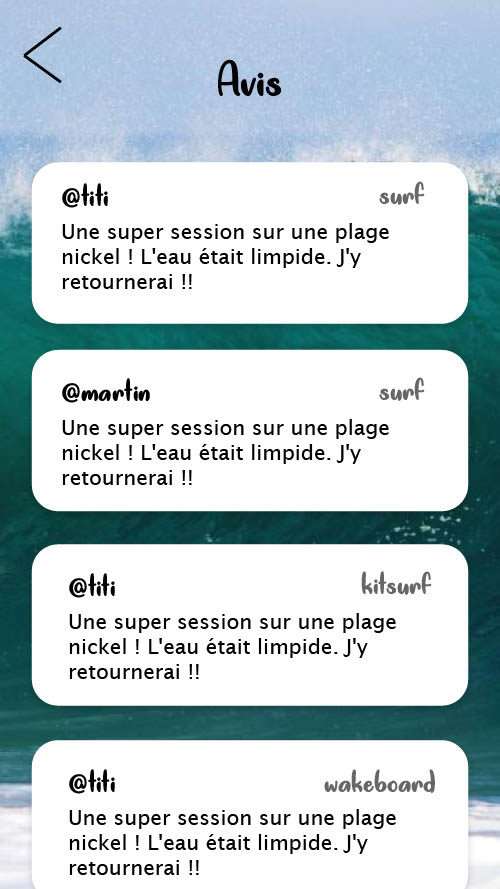 Avis
@titi surf
Une super session sur une plage
nickel ! L'eau était limpide. J'y
retournerai !!
@martin surf
Une super session sur une plage
nickel ! L'eau était limpide. J'y
retournerai !!
@titi kitsurf
Une super session sur une plage
nickel ! L'eau était limpide. J'y
retournerai !!
@titi wakeboard
Une super session sur une plage
nickel ! L'eau était limpide. J'y
retournerai !!